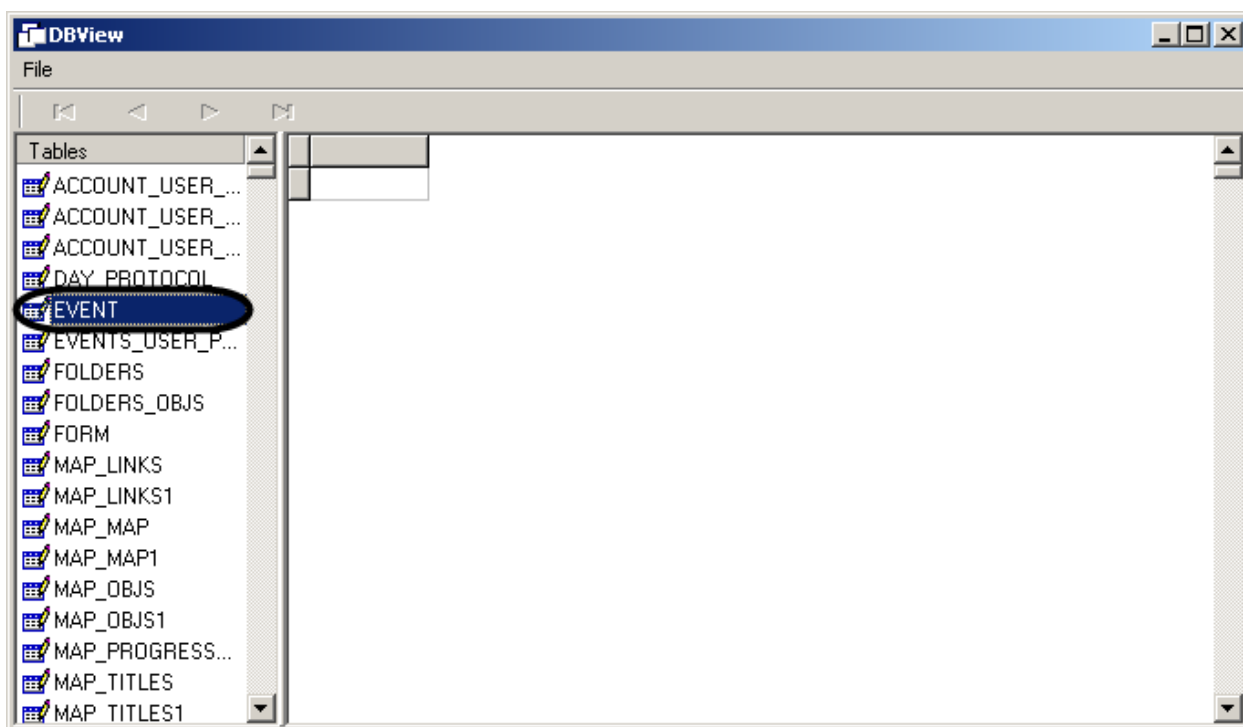 DBView
File
Tables
ACCOUNT_USER_...
ACCOUNT_USER_...
ACCOUNT_USER_...
DAY_PROTOCOL
EVENT
EVENTS_USER_P...
FOLDERS
FOLDERS_OBJS
FORM
MAP_LINKS
MAP_LINKS1
MAP_MAP
MAP_MAP1
MAP_OBJS
MAP_OBJS1
MAP_PROGRESS...
MAP_TITLES
MAP_TITLES1